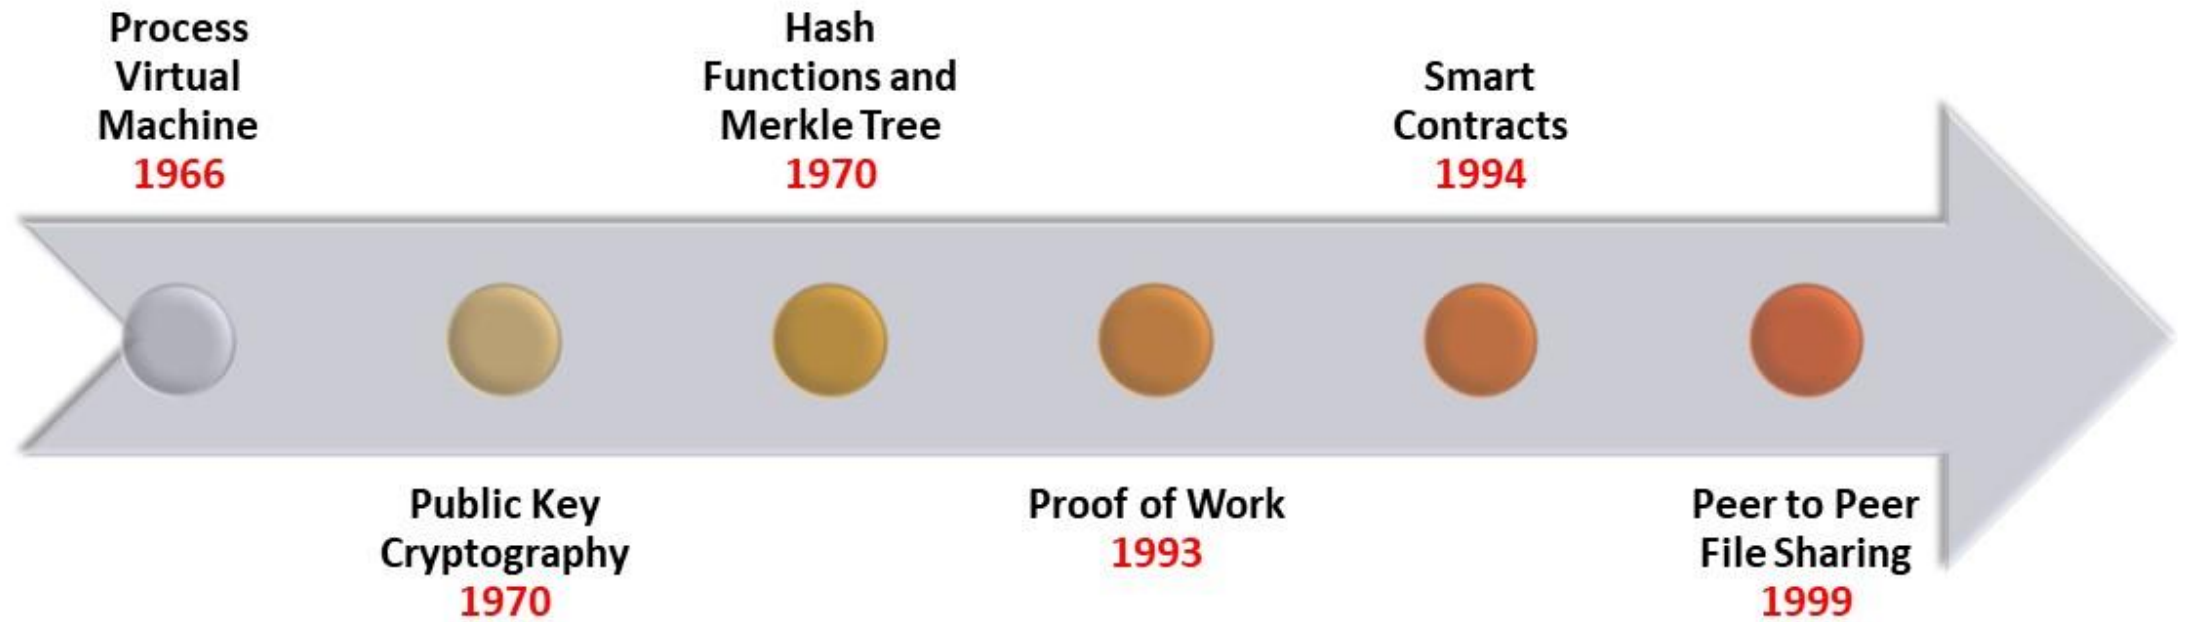 Process
Virtual
Machine
1966
Public Key
Cryptography
1970
Hash
Functions and
Merkle Tree
1970
Proof of Work
1993
Smart
Contracts
1994
Peer to Peer
File Sharing
1999